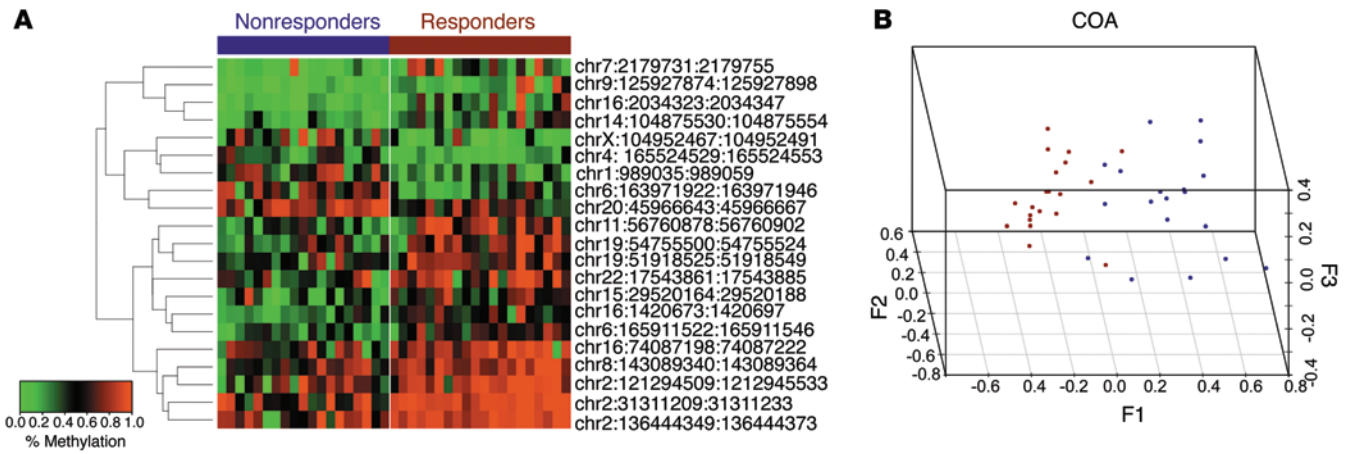 A
Nonresponders
Responders
chr7:2179731:2179755
chr9:125927874:125927898
chr16:2034323:2034347
chr14:104875530:104875554
chrX:104952467:104952491
chr4: 165524529:165524553
chr1:989035:989059
chr6:163971922:163971946
chr20:45966643:45966667
chr11:56760878:56760902
chr19:54755500:54755524
chr19:51918525:51918549
chr22:17543861:17543885
chr15:29520164:29520188
chr16:1420673:1420697
chr6:165911522:165911546
chr16:74087198:74087222
chr8:143089340:143089364
chr2:121294509:1212945533
chr2:31311209:31311233
chr2:136444349:136444373
0.0 0.2 0.4 0.6 0.8 1.0
% Methylation
B
COA
0.6
0.4
0.2
0.0
-0.2
-0.4
-0.6
-0.8
F2
-0.6 0.4 -0.2 0.0 0.2 0.4 0.6 0.8
F1
0.4
0.2
0.0
-0.2
-0.4
F3